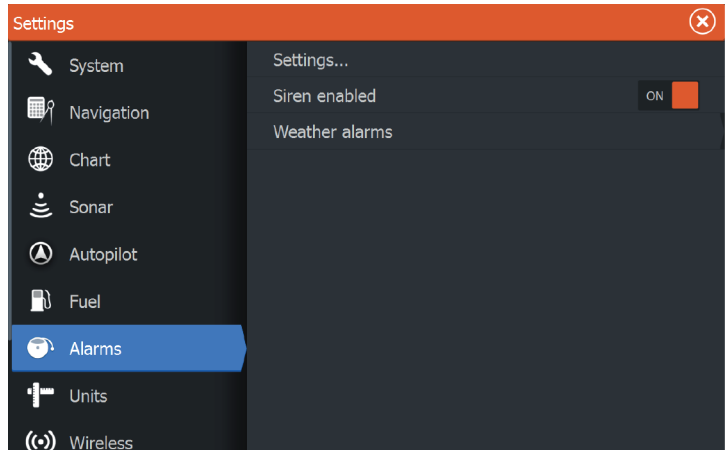 Settings
System
Navigation
Chart
Sonar
Autopilot
Fuel
Alarms
Units
Wireless
Settings...
Siren enabled ON
Weather alarms